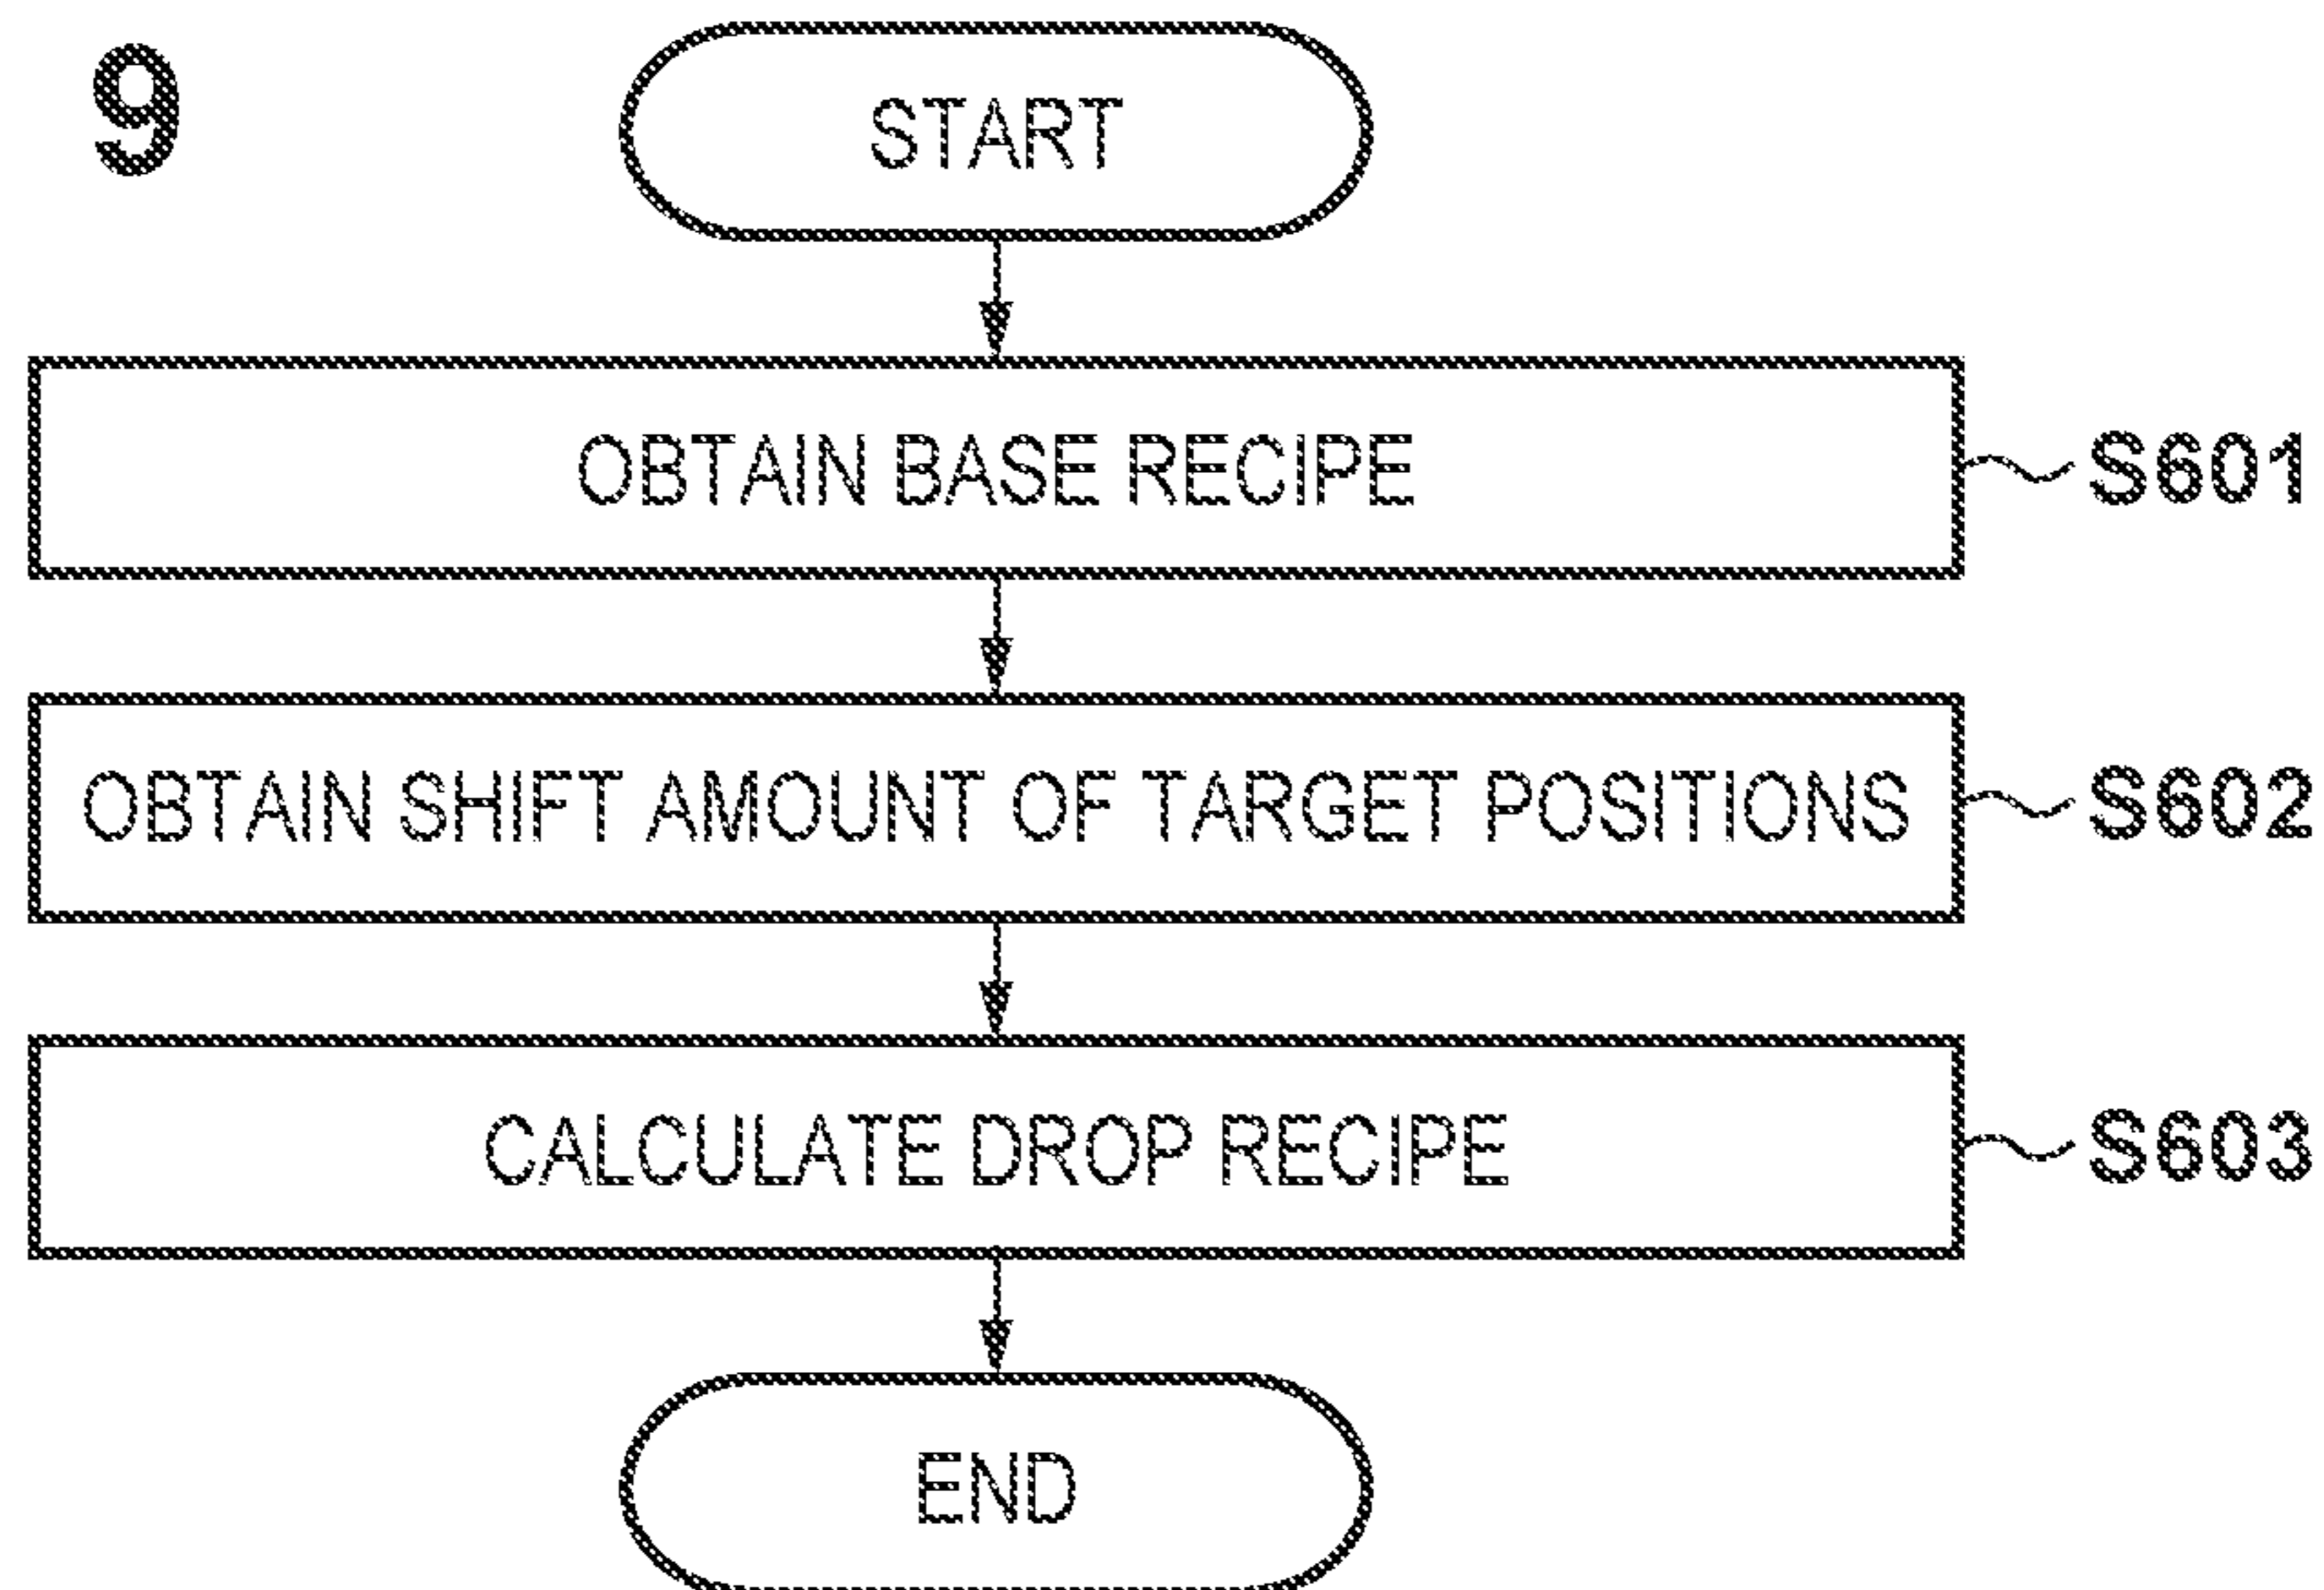 9
START
OBTAIN BASE RECIPE
S601
OBTAIN SHIFT AMOUNT OF TARGET POSITIONS
S602
CALCULATE DROP RECIPE
S603
END